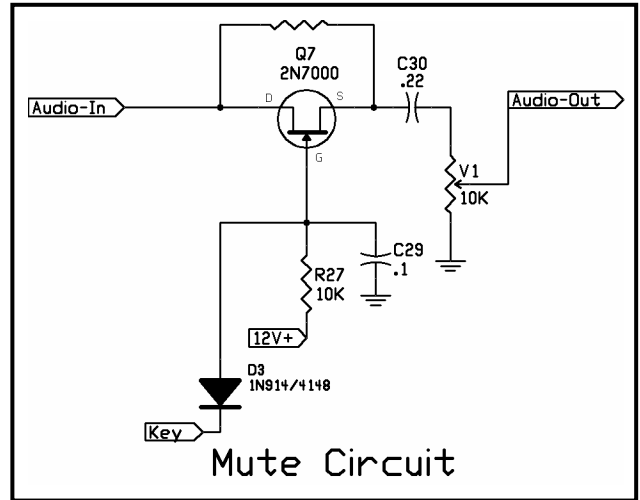 Q7
2N7000
C30
.22
Audio-In
D
S
Audio-Out
G
V1
10K
C29
.1
R27
10K
12V+
D3
1N914/4148
Key
Mute Circuit